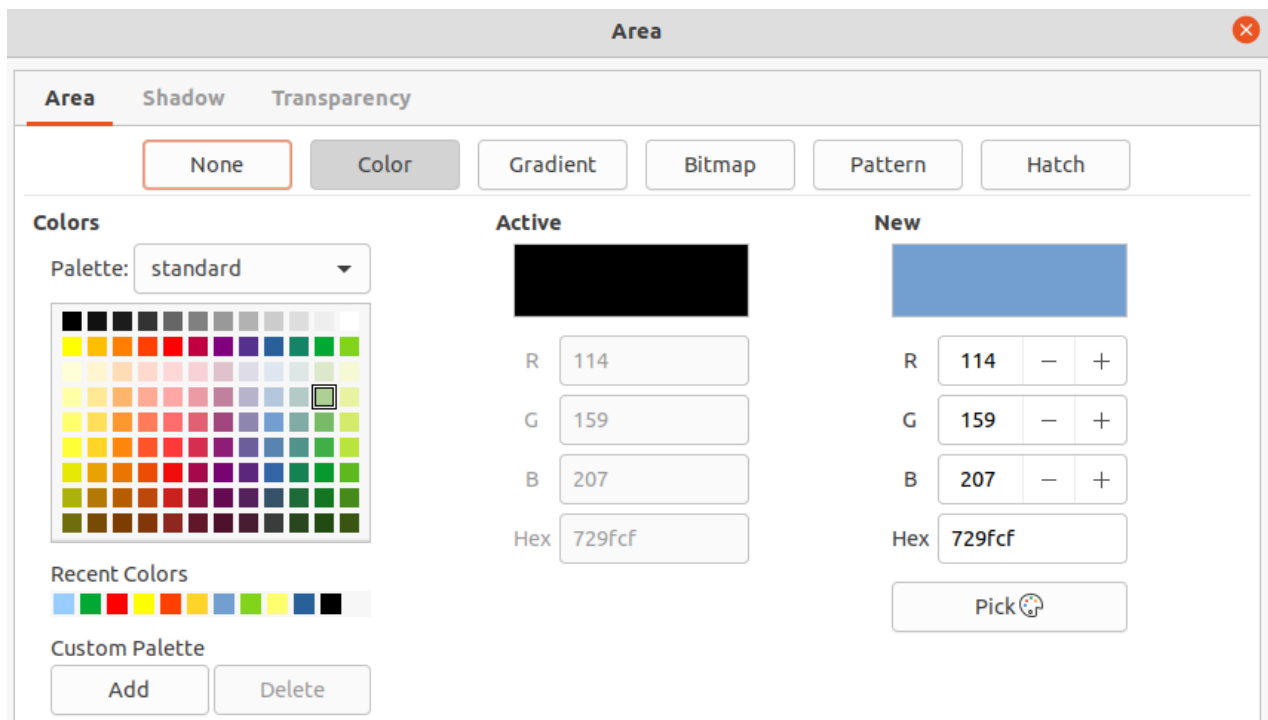 Area
Area Shadow Transparency
None Color Gradient Bitmap Pattern Hatch
Colors Active New
Palette: standard
R 114 R 114 − +
G 159 G 159 − +
B 207 B 207 − +
Hex 729fcf Hex 729fcf
Recent Colors
Pick
Custom Palette
Add Delete